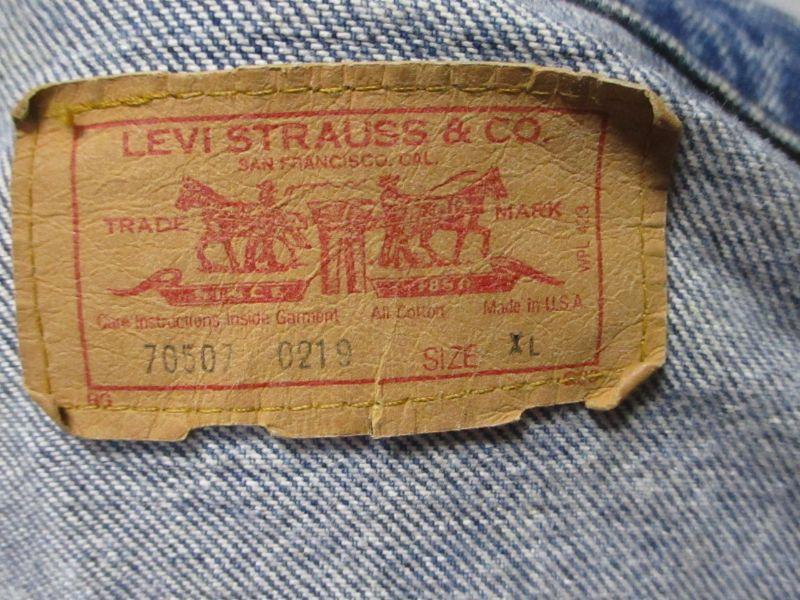 LEVI STRAUSS & CO.
SAN FRANCISCO, CAL.
TRADE MARK
WPL 423
Care Instructions Inside Garment All Cotton Made in U.S.A
70507 0219 SIZE XL